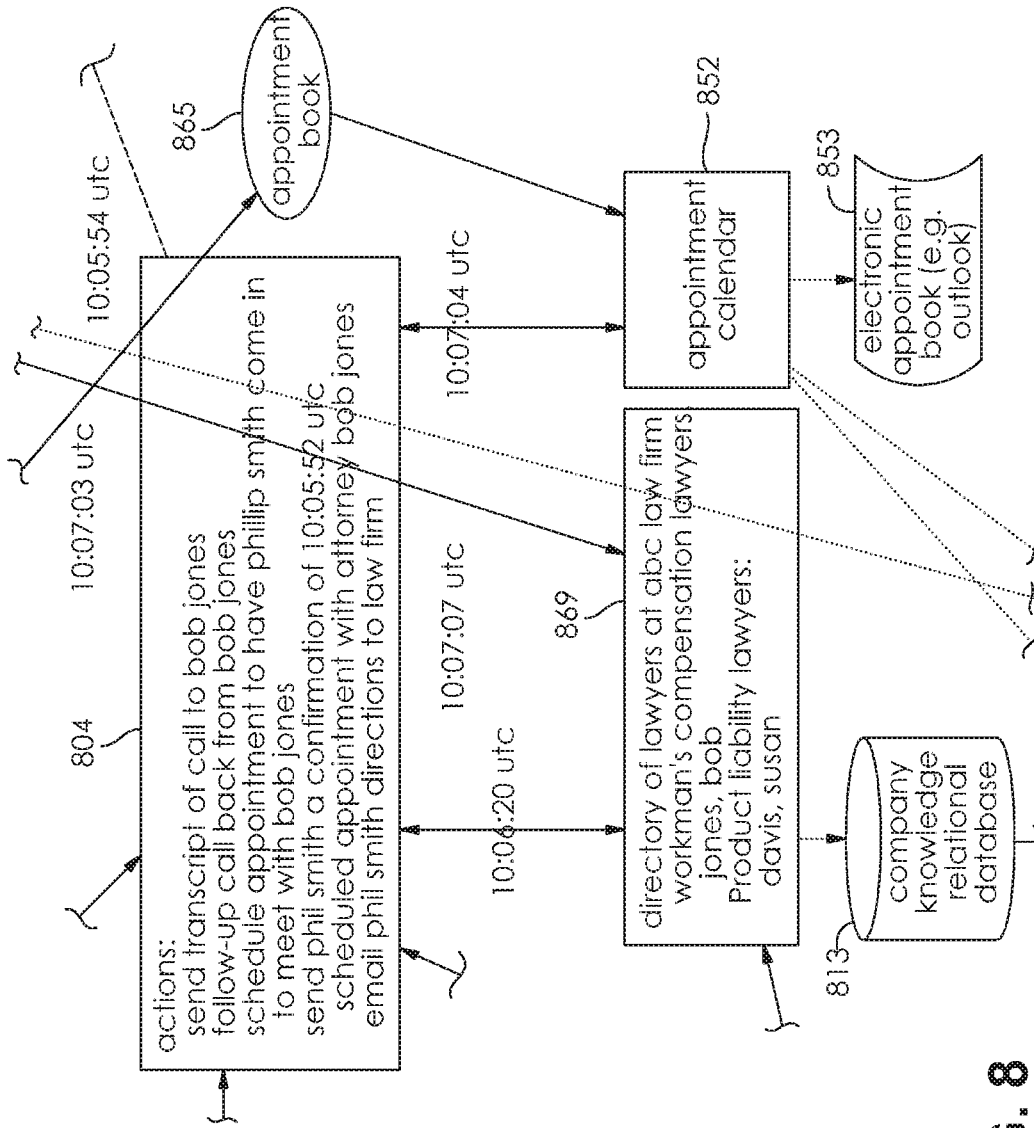 10:07:03 utc
10:05:54 utc
804
865
appointment
book
actions:
send transcript of call to bob jones
follow-up call back from bob jones
schedule appointment to have phillip smith come in
to meet with bob jones
send phil smith a confirmation of 10:05:52 utc
scheduled appointment with attorney bob jones
email phil smith directions to law firm
10:06:20 utc
10:07:07 utc
10:07:04 utc
869
852
directory of lawyers at abc law firm
workman's compensation lawyers
jones, bob
Product liability lawyers:
davis, susan
appointment
calendar
813
company
knowledge
relational
database
853
electronic
appointment
book (e.g.
outlook)
. 8